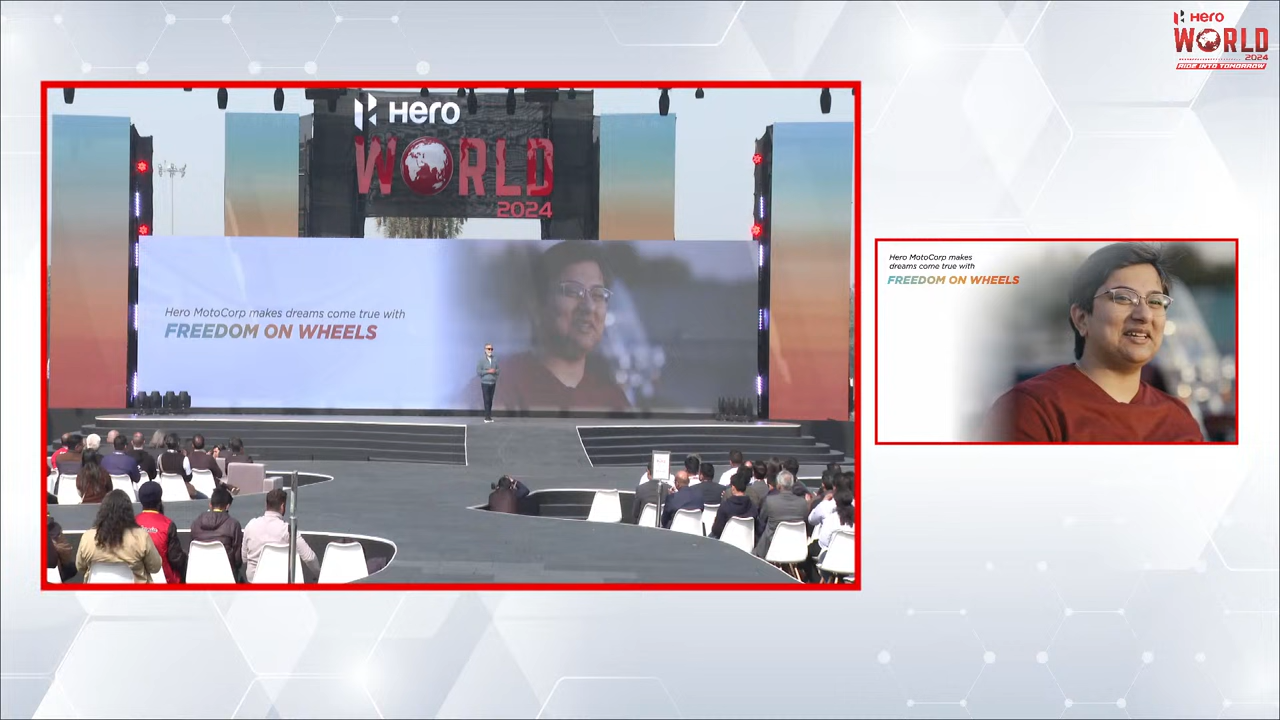 Hero
WORLD
2024
RIDE INTO TOMORROW
Hero
WORLD
2024
Hero MotoCorp makes dreams come true with
FREEDOM ON WHEELS
Hero MotoCorp makes
dreams come true with
FREEDOM ON WHEELS